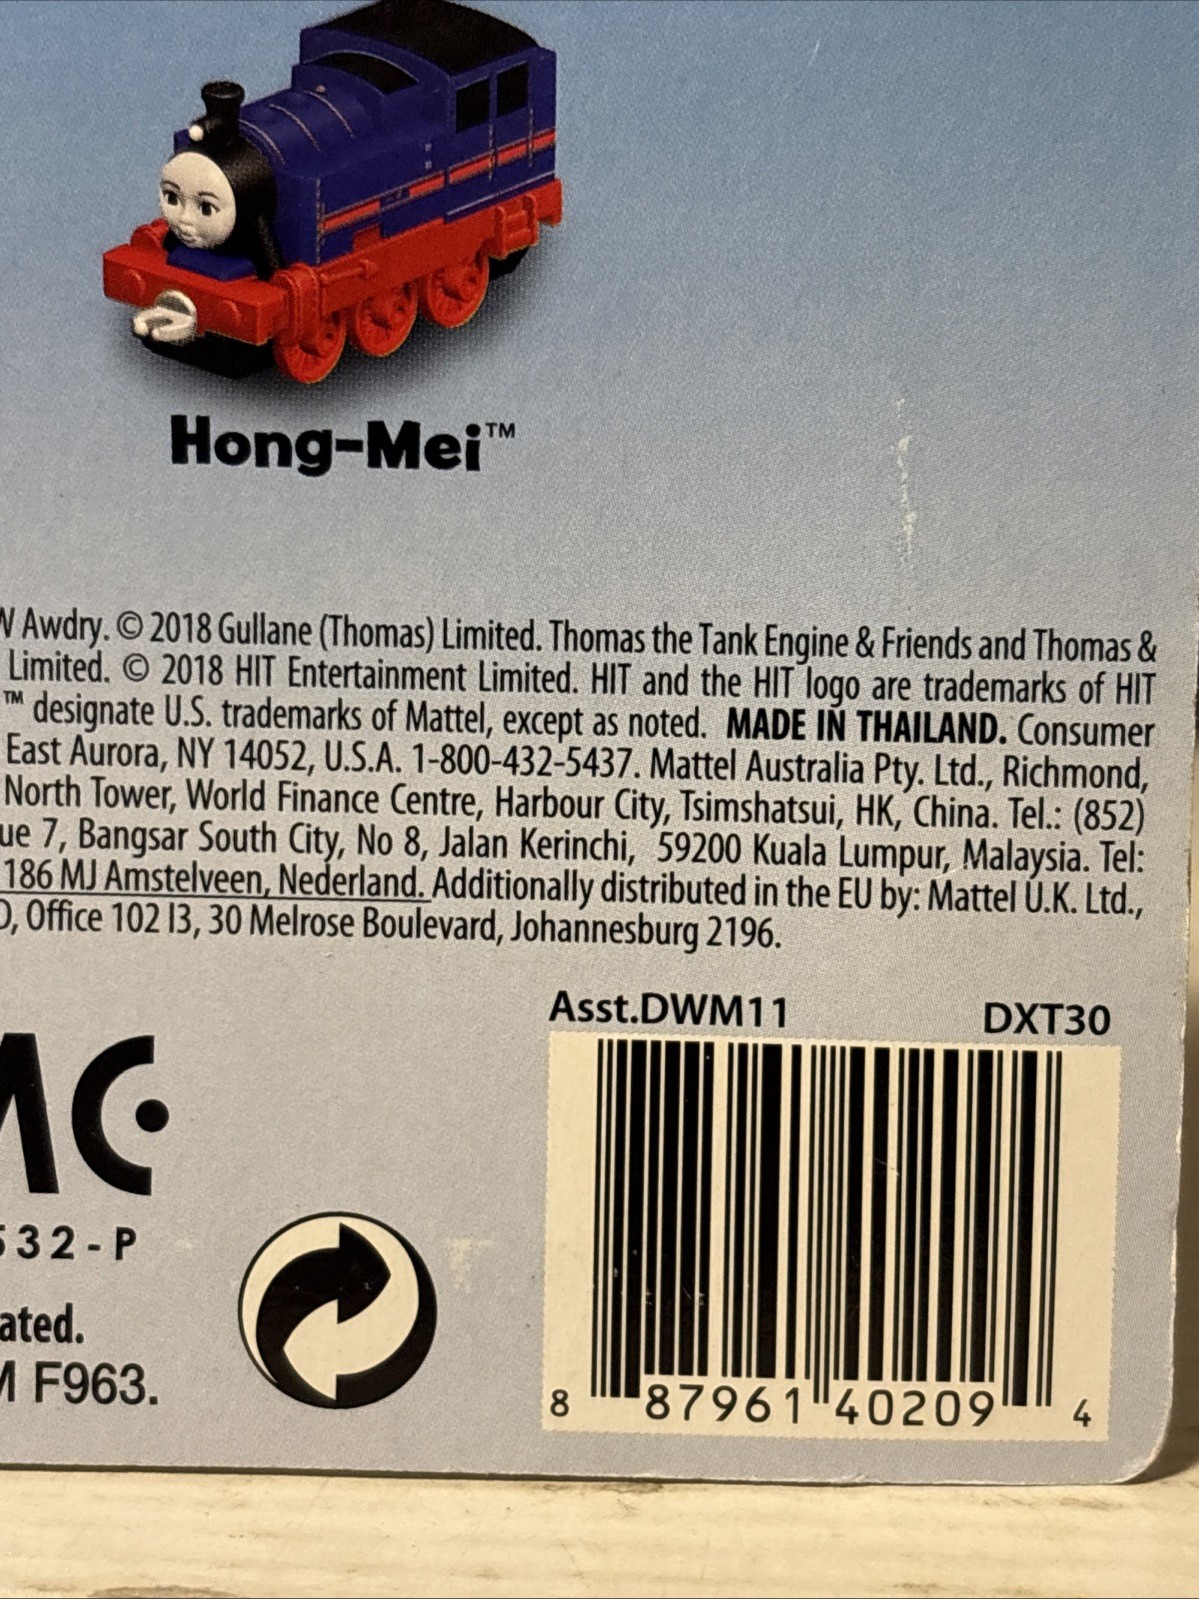 Hong-Mei™
W Awdry. © 2018 Gullane (Thomas) Limited. Thomas the Tank Engine & Friends and Thomas &
Limited. © 2018 HIT Entertainment Limited. HIT and the HIT logo are trademarks of HIT
™ designate U.S. trademarks of Mattel, except as noted. MADE IN THAILAND. Consumer
East Aurora, NY 14052, U.S.A. 1-800-432-5437. Mattel Australia Pty. Ltd., Richmond,
North Tower, World Finance Centre, Harbour City, Tsimshatsui, HK, China. Tel.: (852)
ue 7, Bangsar South City, No 8, Jalan Kerinchi, 59200 Kuala Lumpur, Malaysia. Tel:
186 MJ Amstelveen, Nederland. Additionally distributed in the EU by: Mattel U.K. Ltd.,
Office 102 I3, 30 Melrose Boulevard, Johannesburg 2196.
Asst.DWM11 DXT30
32-P
ated.
F963.
8 87961 40209 4